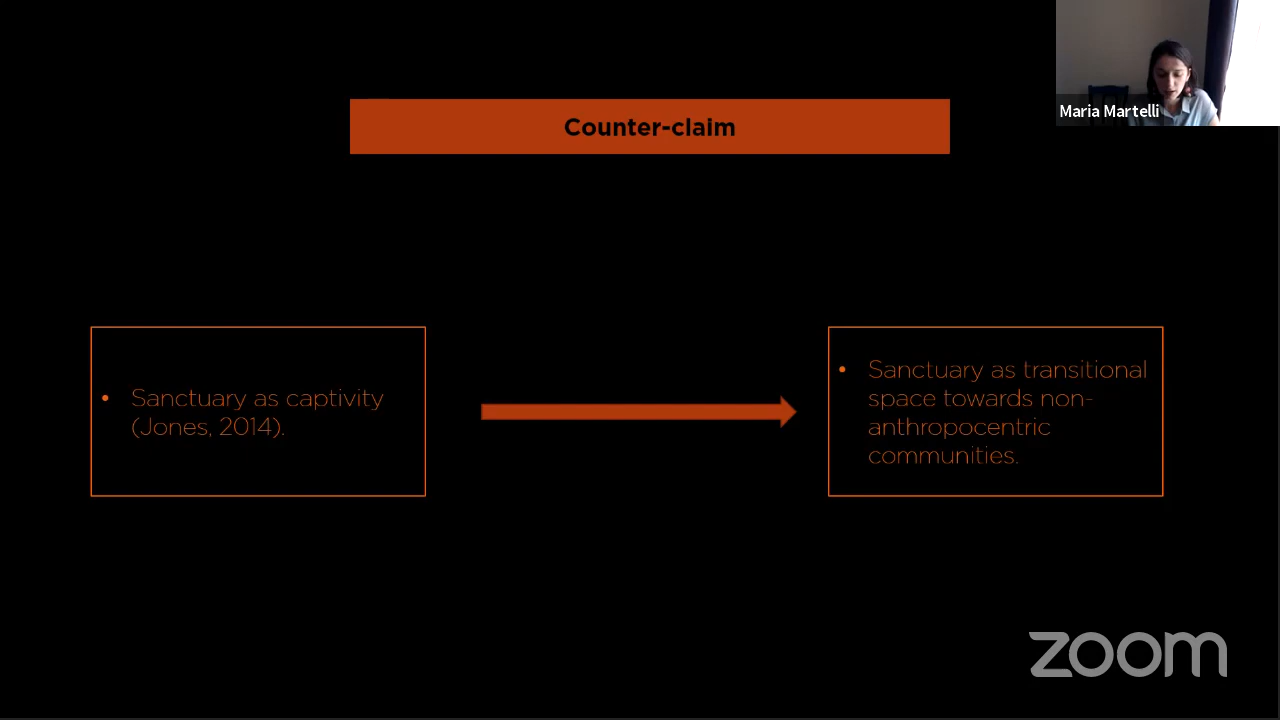 Maria Martelli
Counter-claim
• Sanctuary as captivity
(Jones, 2014).
• Sanctuary as transitional
space towards non-
anthropocentric
communities.
zoom